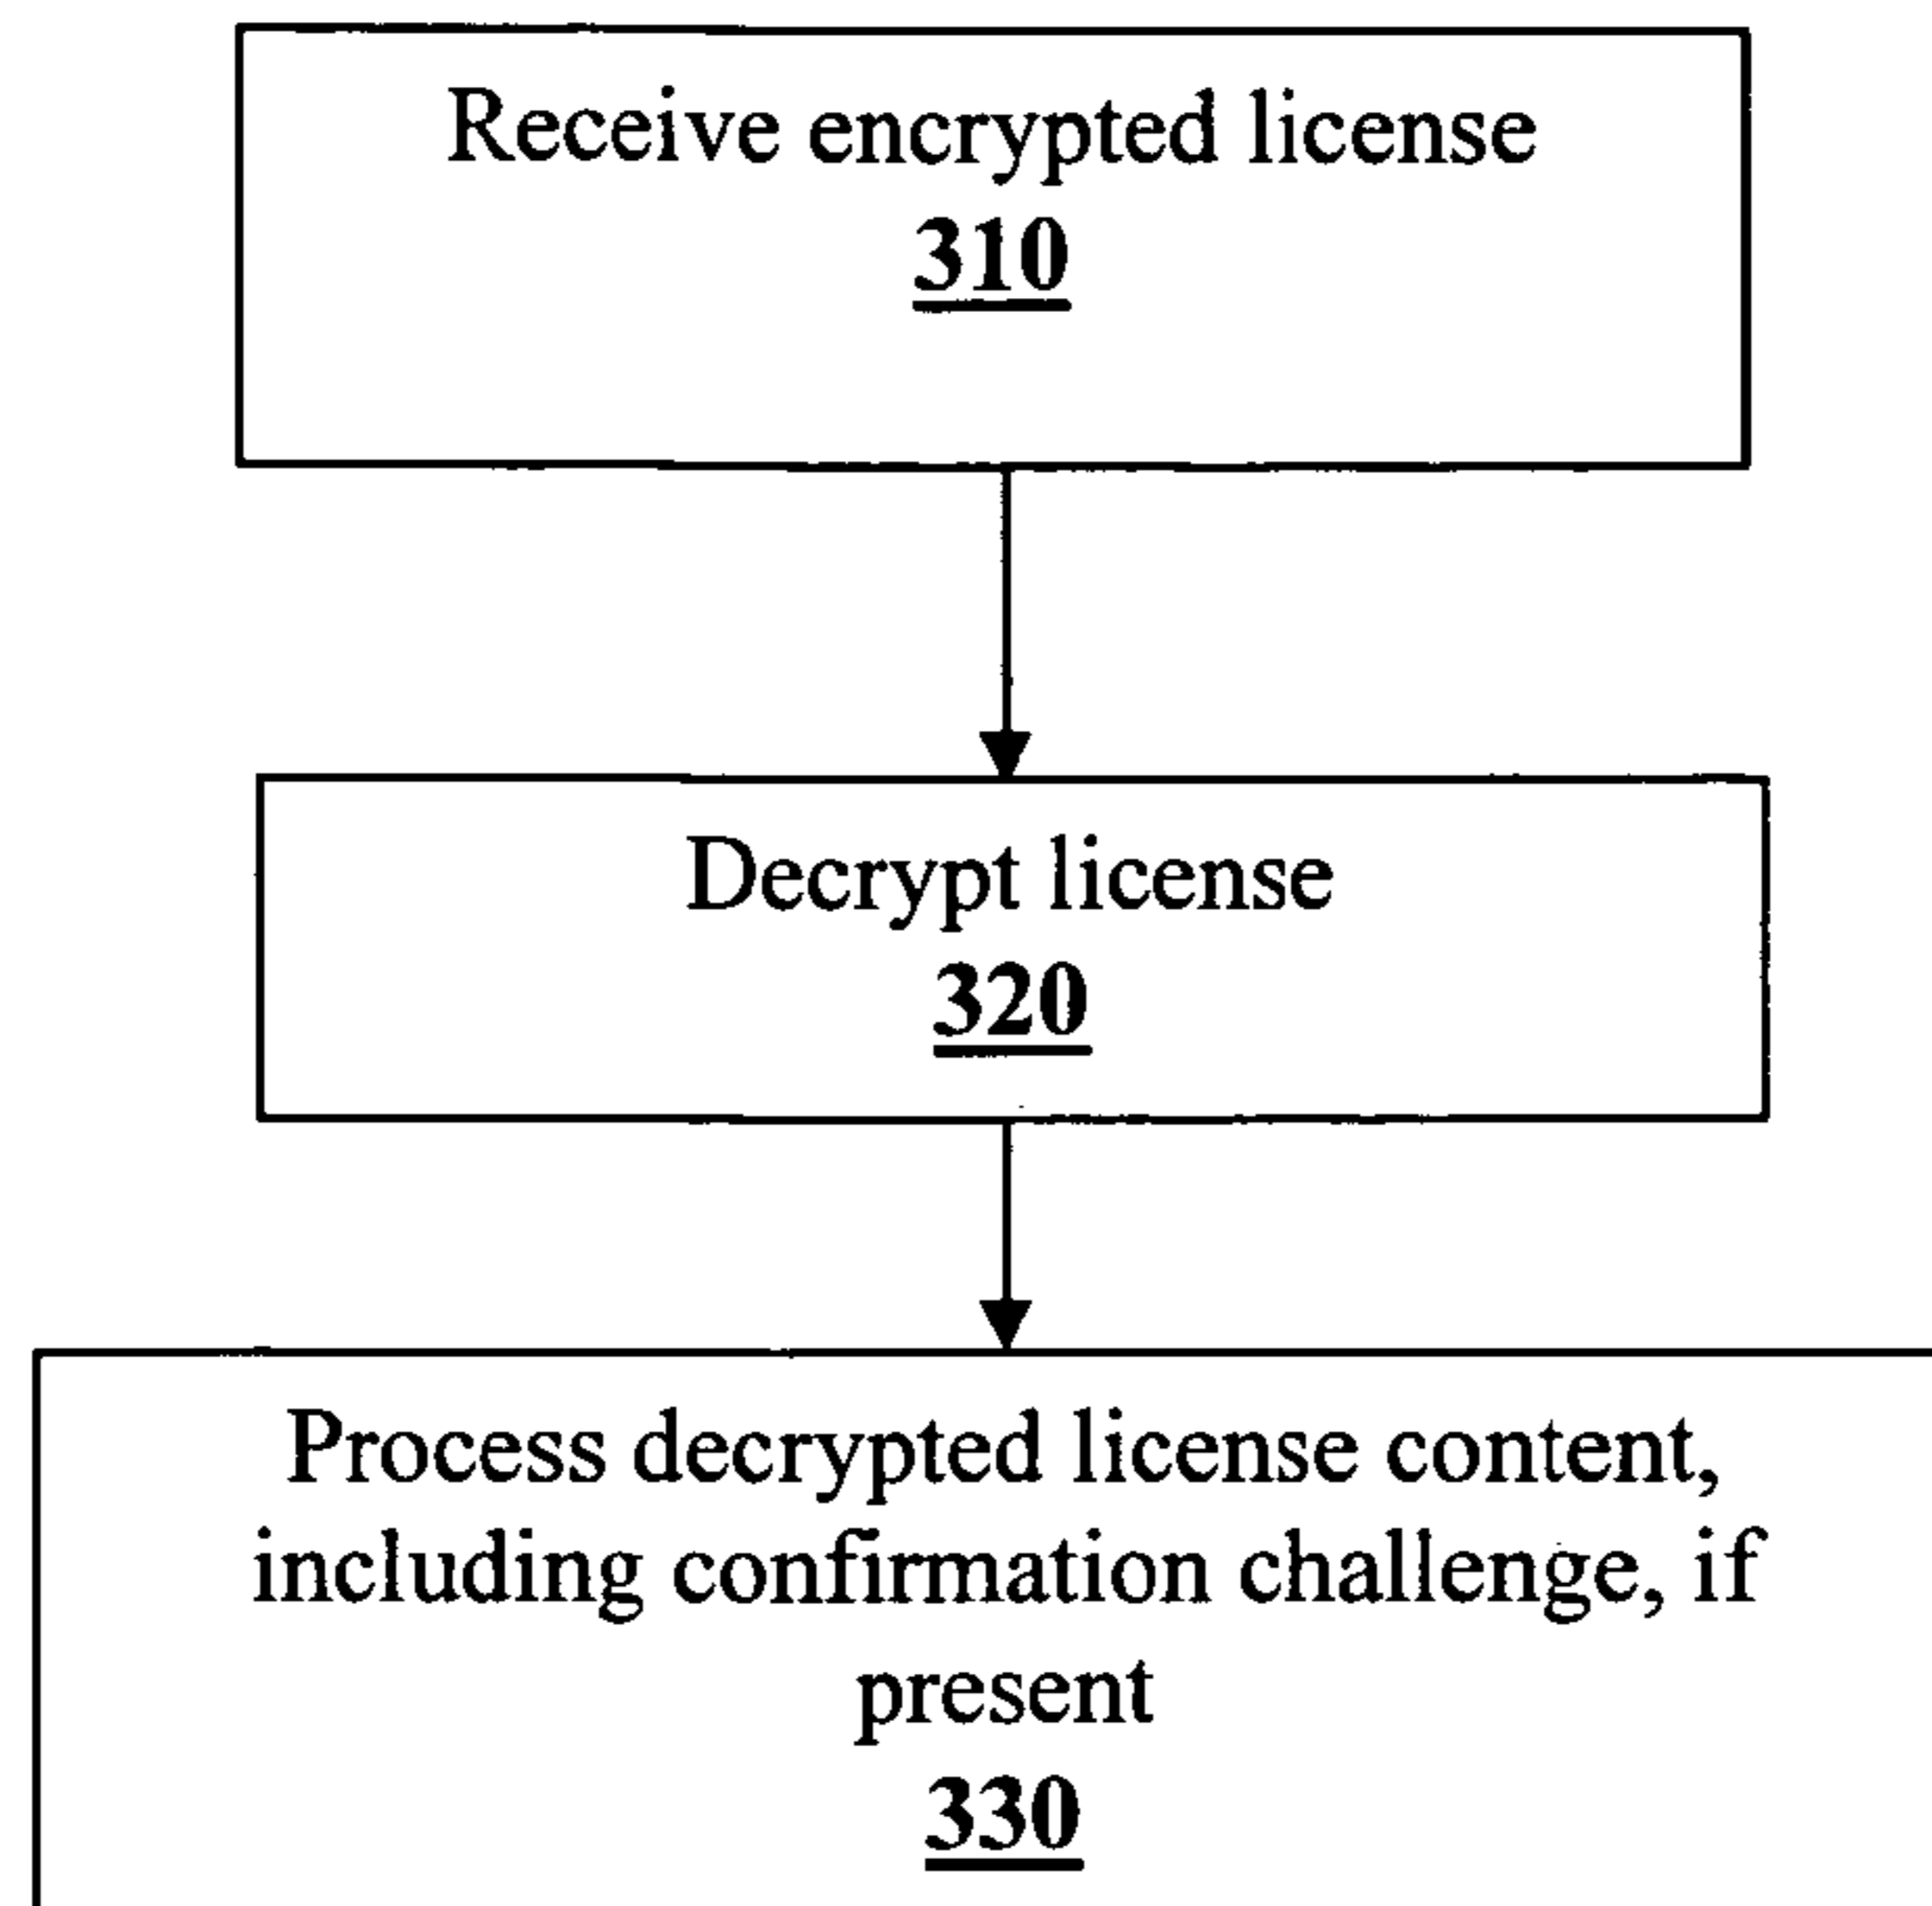 Receive encrypted license
310
Decrypt license
320
Process decrypted license content,
including confirmation challenge, if
present
330